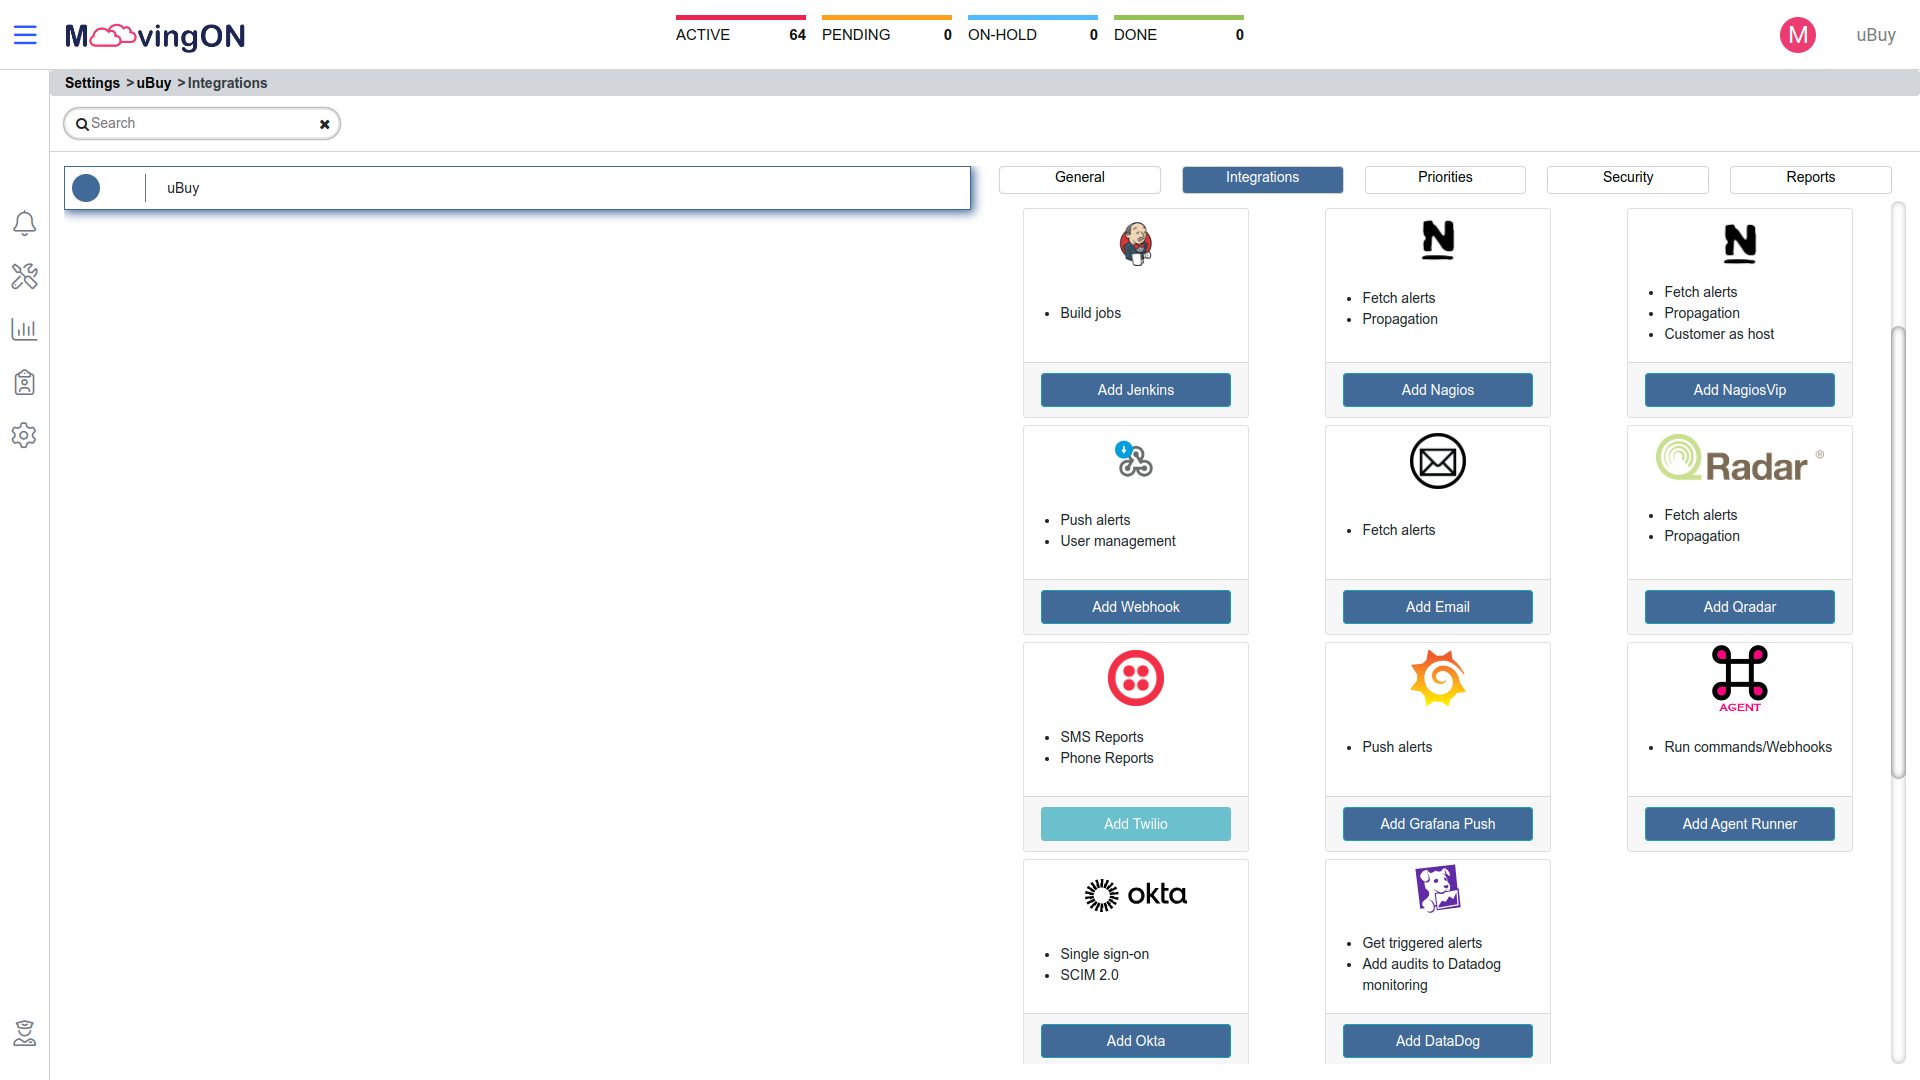 MoovingON
ACTIVE 64
PENDING 0
ON-HOLD 0
DONE 0
M
uBuy
Settings > uBuy > Integrations
Search
uBuy
General
Integrations
Priorities
Security
Reports
Build jobs
Add Jenkins
N
Fetch alerts
Propagation
Add Nagios
N
Fetch alerts
Propagation
Customer as host
Add NagiosVip
Push alerts
User management
Add Webhook
Fetch alerts
Add Email
QRadar ®
Fetch alerts
Propagation
Add Qradar
SMS Reports
Phone Reports
Add Twilio
Push alerts
Add Grafana Push
AGENT
Run commands/Webhooks
Add Agent Runner
okta
Single sign-on
SCIM 2.0
Add Okta
Get triggered alerts
Add audits to Datadog
monitoring
Add DataDog